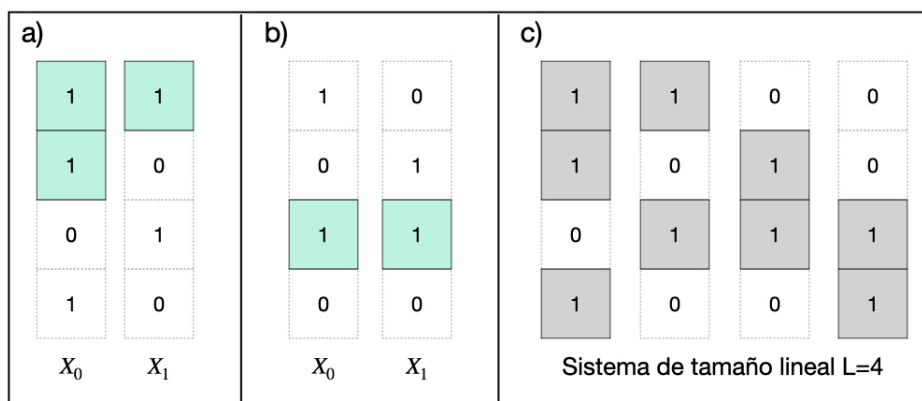 a)
b)
c)
1 1 1 0 1 1 0 0
1 0 0 1 1 0 1 0
0 1 1 1 0 1 1 1
1 0 0 0 1 0 0 1
X₀ X₁ X₀ X₁ Sistema de tamaño lineal L=4